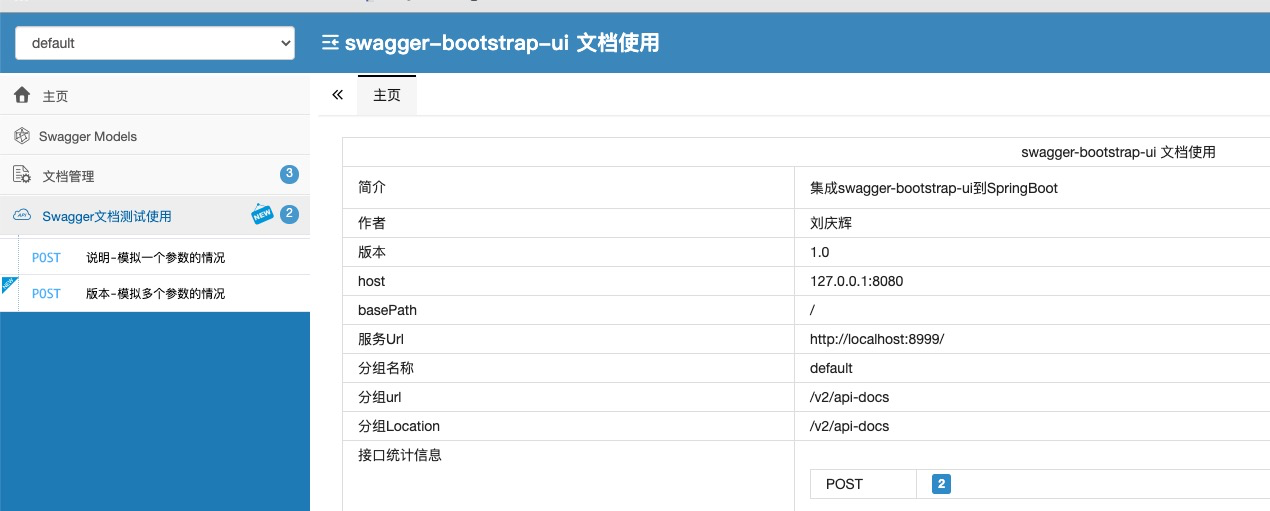 default
swagger-bootstrap-ui 文档使用
主页
Swagger Models
文档管理 3
Swagger文档测试使用 NEW 2
POST 说明-模拟一个参数的情况
NEW POST 版本-模拟多个参数的情况
主页
swagger-bootstrap-ui 文档使用
简介 集成swagger-bootstrap-ui到SpringBoot
作者 刘庆辉
版本 1.0
host 127.0.0.1:8080
basePath /
服务Url http://localhost:8999/
分组名称 default
分组url /v2/api-docs
分组Location /v2/api-docs
接口统计信息
POST 2